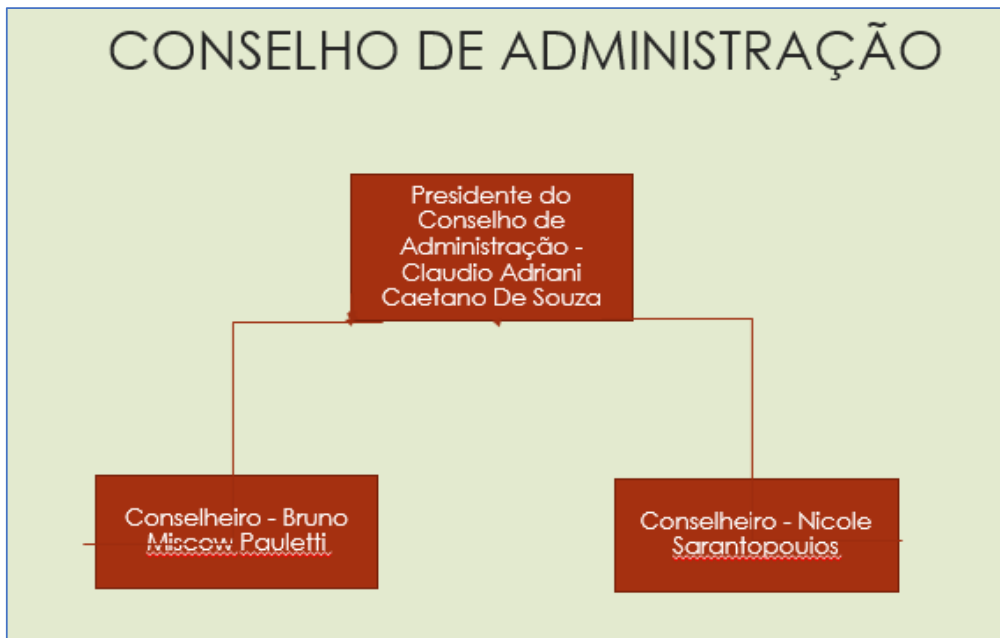 CONSELHO DE ADMINISTRAÇÃO
Presidente do
Conselho de
Administração -
Claudio Adriani
Caetano De Souza
Conselheiro - Bruno
Miscow Pauletti
Conselheiro - Nicole
Sarantopouios